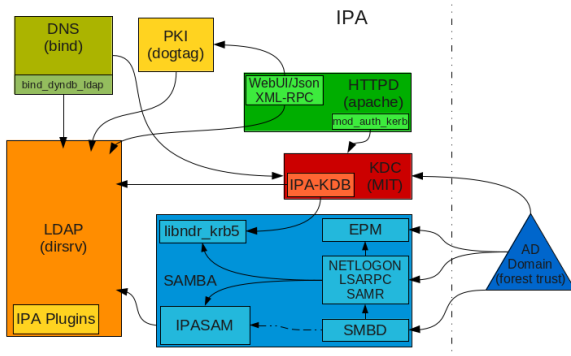 IPA
DNS
(bind)
bind_dyndb_ldap
PKI
(dogtag)
WebUI/Json
XML-RPC
HTTPD
(apache)
mod_auth_kerb
KDC
(MIT)
IPA-KDB
LDAP
(dirsrv)
IPA Plugins
libndr_krb5
EPM
SAMBA
NETLOGON
LSARPC
SAMR
IPASAM
SMBD
AD
Domain
(forest trust)